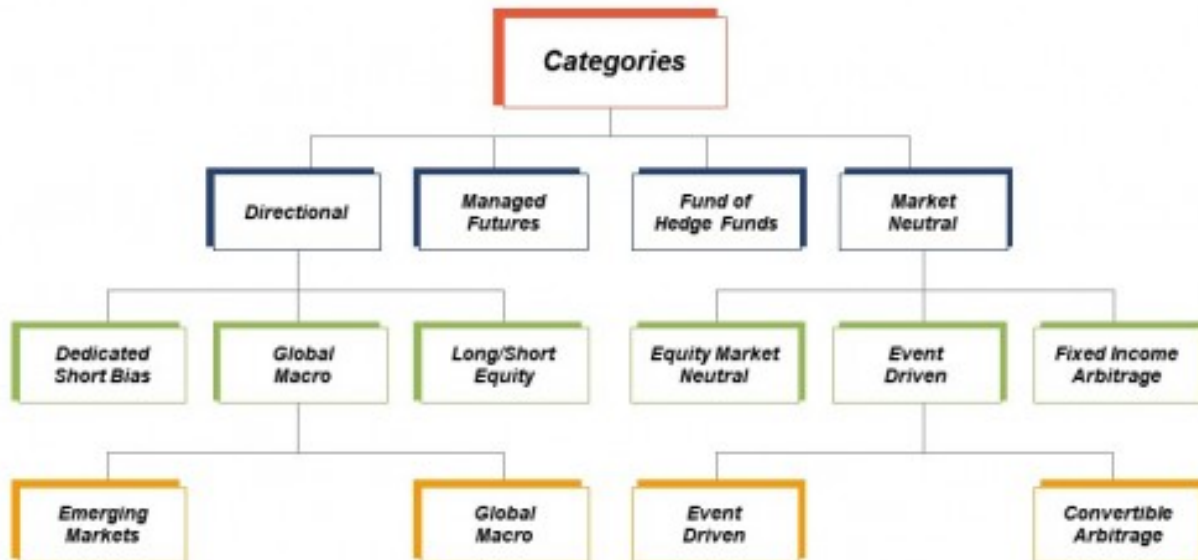 Categories
Directional
Managed
Futures
Fund of
Hedge Funds
Market
Neutral
Dedicated
Short Bias
Global
Macro
Long/Short
Equity
Equity Market
Neutral
Event
Driven
Fixed Income
Arbitrage
Emerging
Markets
Global
Macro
Event
Driven
Convertible
Arbitrage